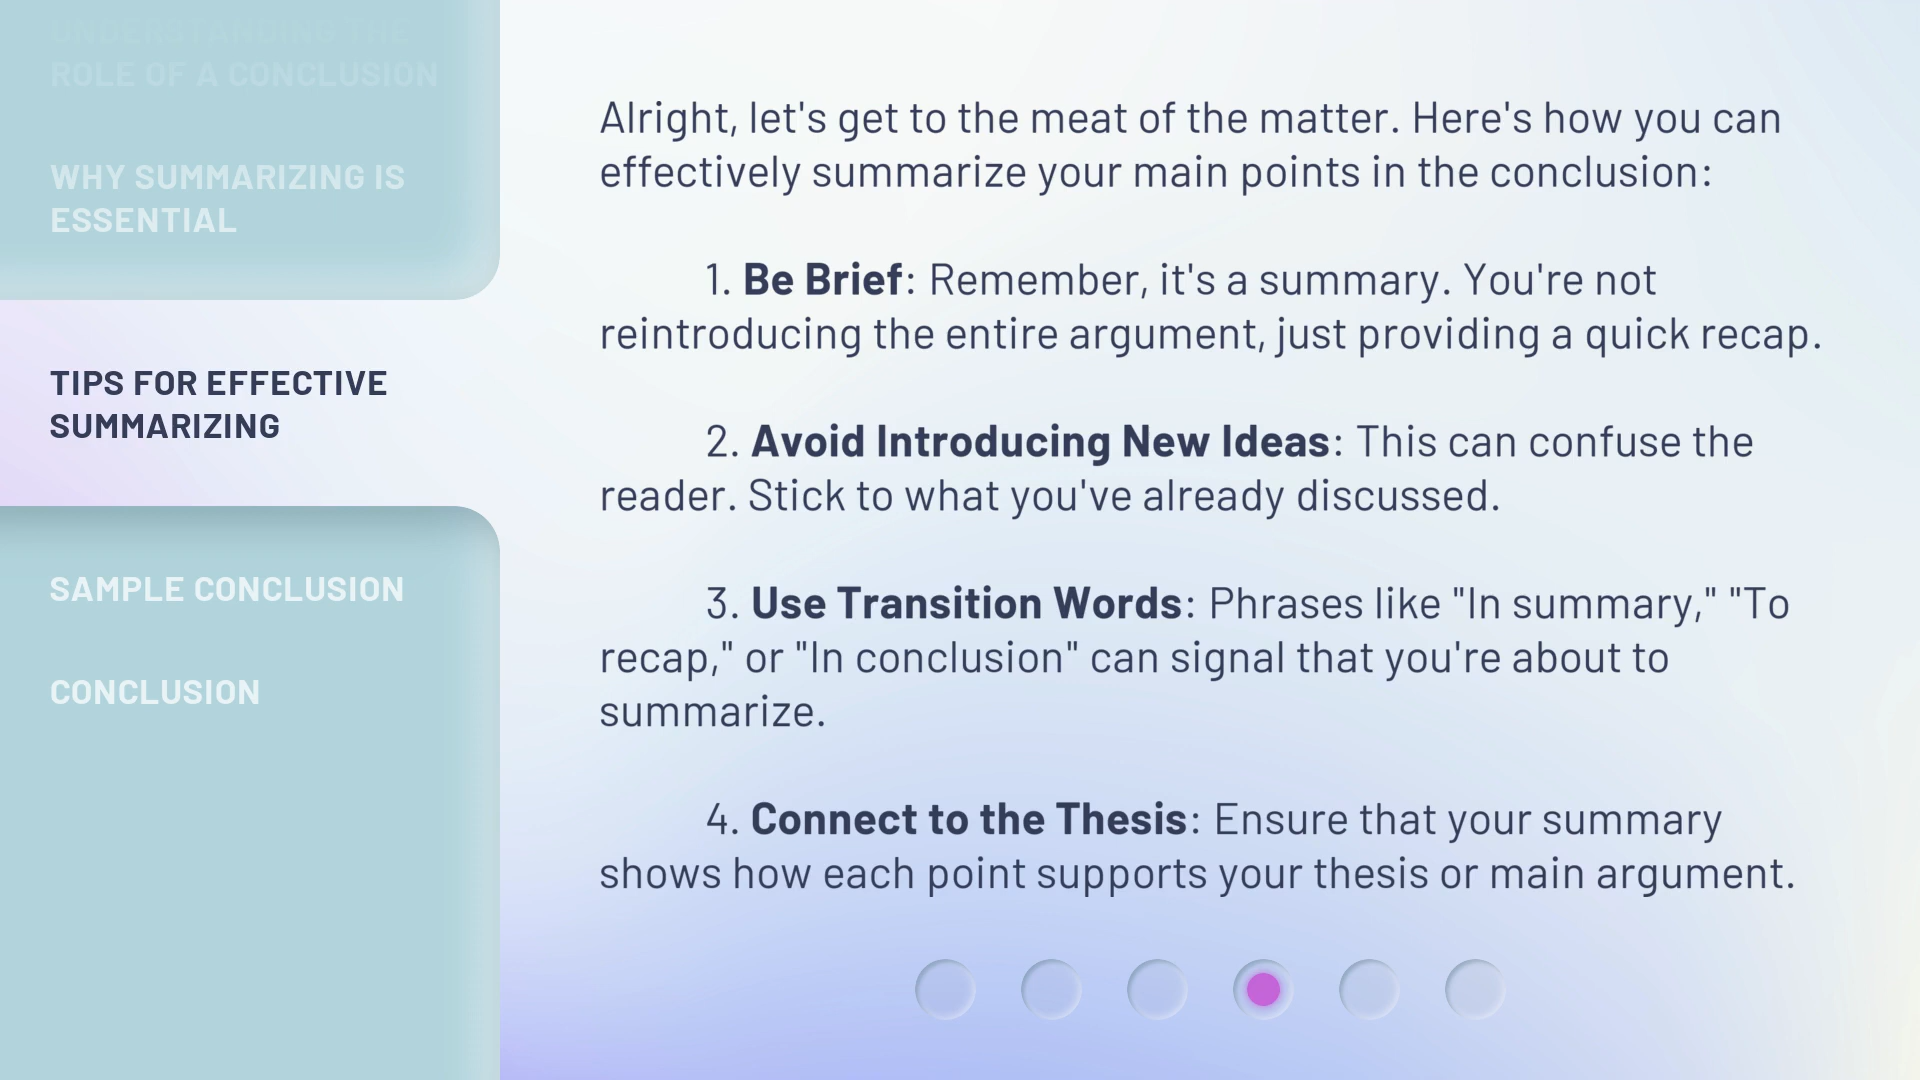 UNDERSTANDING THE
ROLE OF A CONCLUSION
WHY SUMMARIZING IS
ESSENTIAL
TIPS FOR EFFECTIVE
SUMMARIZING
SAMPLE CONCLUSION
CONCLUSION
Alright, let's get to the meat of the matter. Here's how you can
effectively summarize your main points in the conclusion:
1. Be Brief: Remember, it's a summary. You're not
reintroducing the entire argument, just providing a quick recap.
2. Avoid Introducing New Ideas: This can confuse the
reader. Stick to what you've already discussed.
3. Use Transition Words: Phrases like "In summary," "To
recap," or "In conclusion" can signal that you're about to
summarize.
4. Connect to the Thesis: Ensure that your summary
shows how each point supports your thesis or main argument.